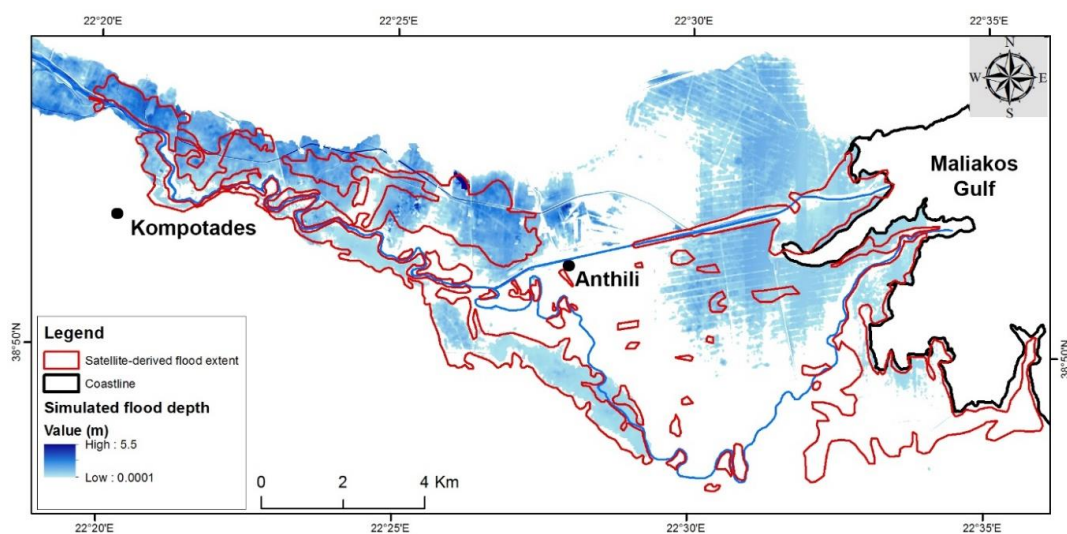 22°20'E 22°25'E 22°30'E 22°35'E
N
W E
S
Maliakos
Gulf
Kompotades
Anthili
38°50'N
38°50'N
Legend
Satellite-derived flood extent
Coastline
Simulated flood depth
Value (m)
High : 5.5
Low : 0.0001
0 2 4 Km
22°20'E 22°25'E 22°30'E 22°35'E